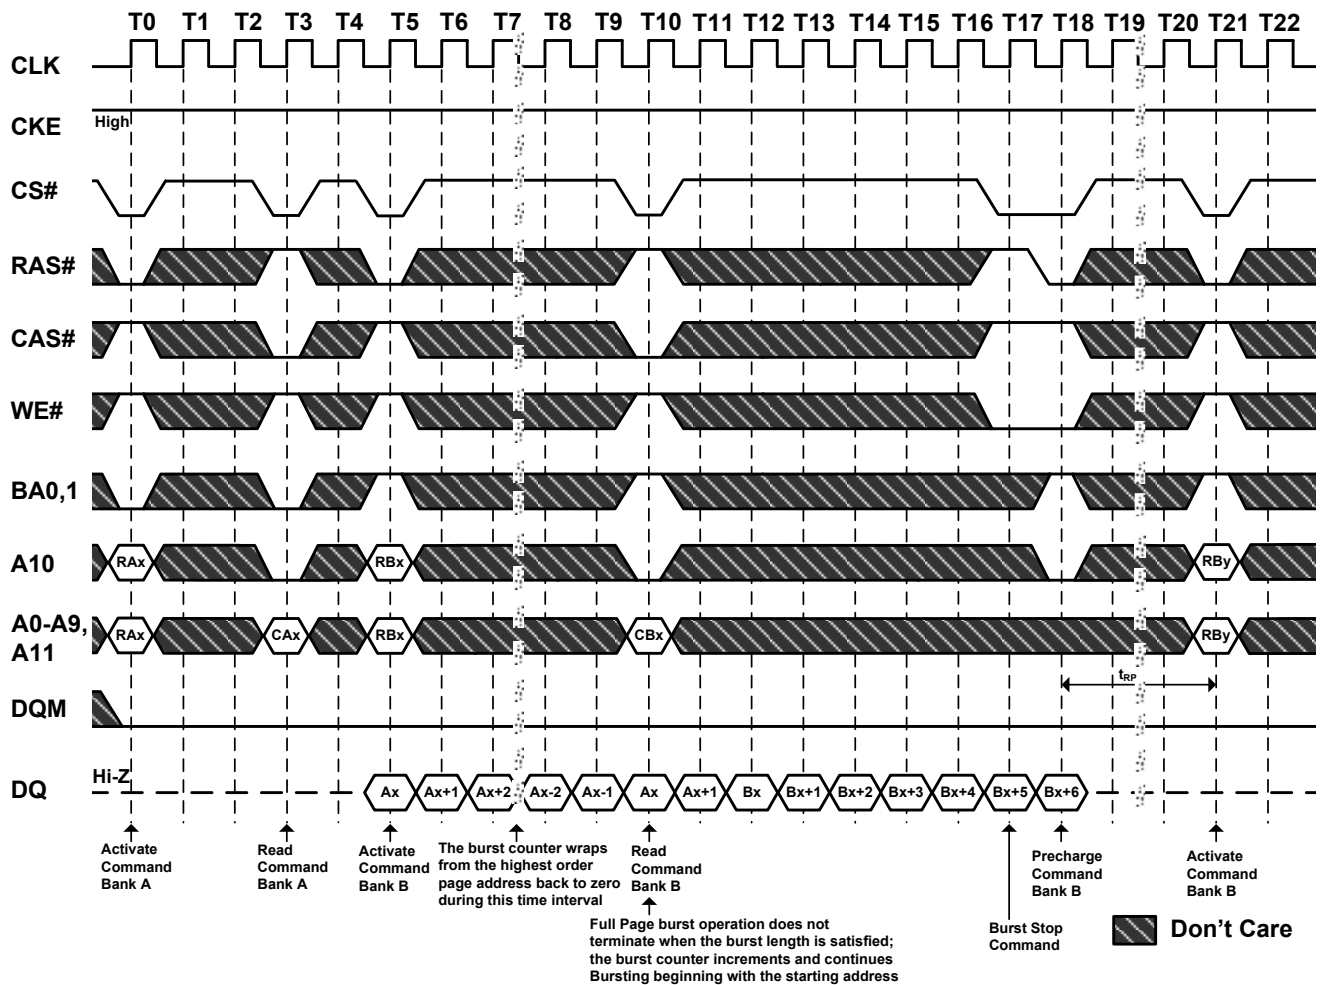 T0 T1 T2 T3 T4 T5 T6 T7 T8 T9 T10 T11 T12 T13 T14 T15 T16 T17 T18 T19 T20 T21 T22
CLK
CKE High
CS#
RAS#
CAS#
WE#
BA0,1
A10 RAx RBx RBy
A0-A9, A11 RAx CAx RBx CBx RBy
tRP
DQM
Hi-Z
DQ Ax Ax+1 Ax+2 Ax-2 Ax-1 Ax Ax+1 Bx Bx+1 Bx+2 Bx+3 Bx+4 Bx+5 Bx+6
Activate
Command
Bank A
Read
Command
Bank A
Activate
Command
Bank B
The burst counter wraps
from the highest order
page address back to zero
during this time interval
Read
Command
Bank B
Full Page burst operation does not
terminate when the burst length is satisfied;
the burst counter increments and continues
Bursting beginning with the starting address
Burst Stop
Command
Precharge
Command
Bank B
Activate
Command
Bank B
Don't Care